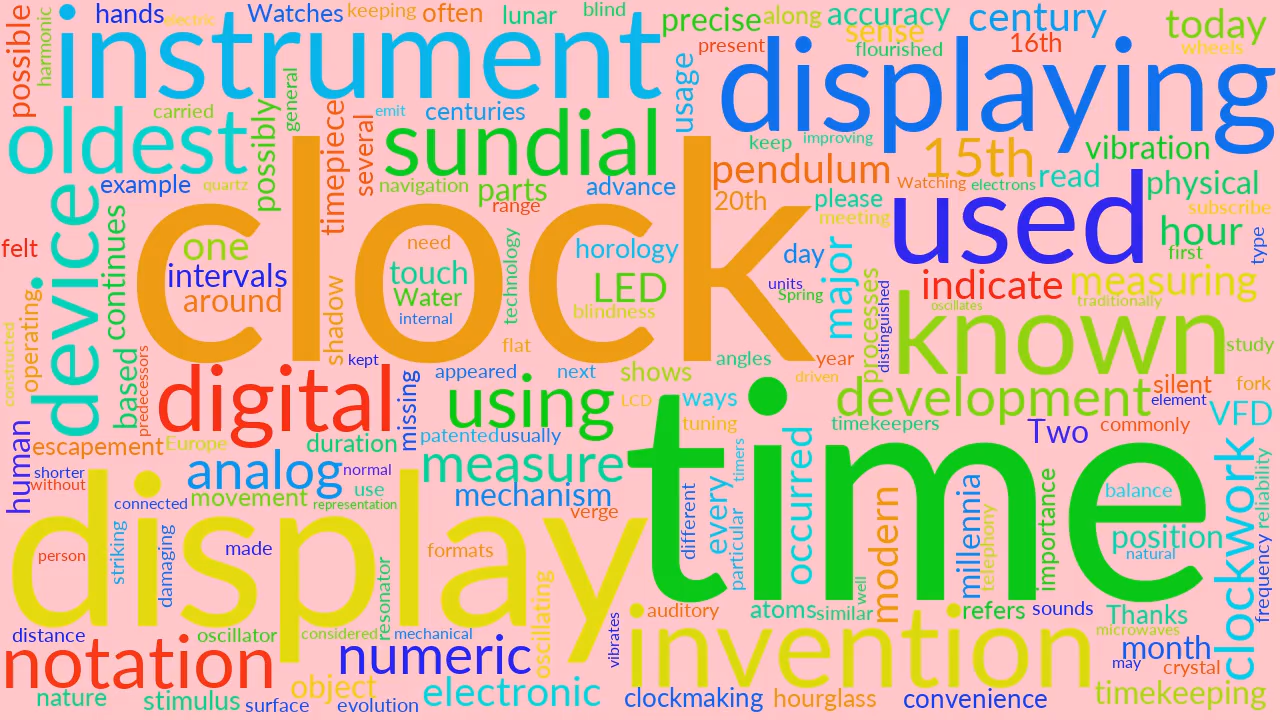 possible
harmonic
hands
electric
Watches
keeping
often
lunar
blind
precise
along
accuracy
sense
century
today
instrument
present
flourished
16th
wheels
usage
displaying
oldest
carried
possibly
general
timepiece
several
emit
centuries
sundial
keep
improving
15th
vibration
example
quartz
navigation
parts
advance
range
pendulum
20th
Watching
electrons
read
physical
please
meeting
used
subscribe
felt
device
continues
one
intervals
around
clock
need
touch
Water
internal
technology
horology
LED
blindness
day
units
Spring
major
processes
distinguished
hour
first
type
indicate
measuring
oscillates
traditionally
known
study
constructed
operating
shadow
flat
kept
appeared
next
shows
angles
year
driven
based
predecessors
digital
missing
using
LCD
ways
tuning
development
silent
fork
element
VFD
timekeepers
Two
commonly
human
escapement
Europe
duration
patented
usually
time
timers
occurred
analog
normal
measure
shorter
without
connected
movement
use
representation
mechanism
verge
different
every
particular
modern
millennia
telephony
importance
balance
position
natural
clockwork
reliability
frequency
display
person
striking
damaging
made
resonator
formats
oscillating
auditory
atoms
similar
well
refers
sounds
Thanks
microwaves
distance
oscillator
considered
mechanical
vibrates
invention
month
may
crystal
notation
numeric
nature
stimulus
surface
object
evolution
electronic
clockmaking
hourglass
convenience
timekeeping